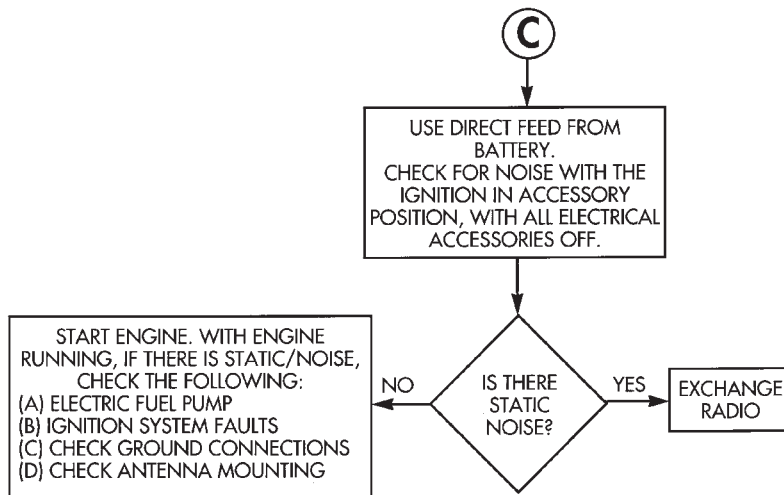 C
USE DIRECT FEED FROM
BATTERY.
CHECK FOR NOISE WITH THE
IGNITION IN ACCESSORY
POSITION, WITH ALL ELECTRICAL
ACCESSORIES OFF.
START ENGINE. WITH ENGINE
RUNNING, IF THERE IS STATIC/NOISE,
CHECK THE FOLLOWING:
(A) ELECTRIC FUEL PUMP
(B) IGNITION SYSTEM FAULTS
(C) CHECK GROUND CONNECTIONS
(D) CHECK ANTENNA MOUNTING
NO
IS THERE
STATIC
NOISE?
YES
EXCHANGE
RADIO